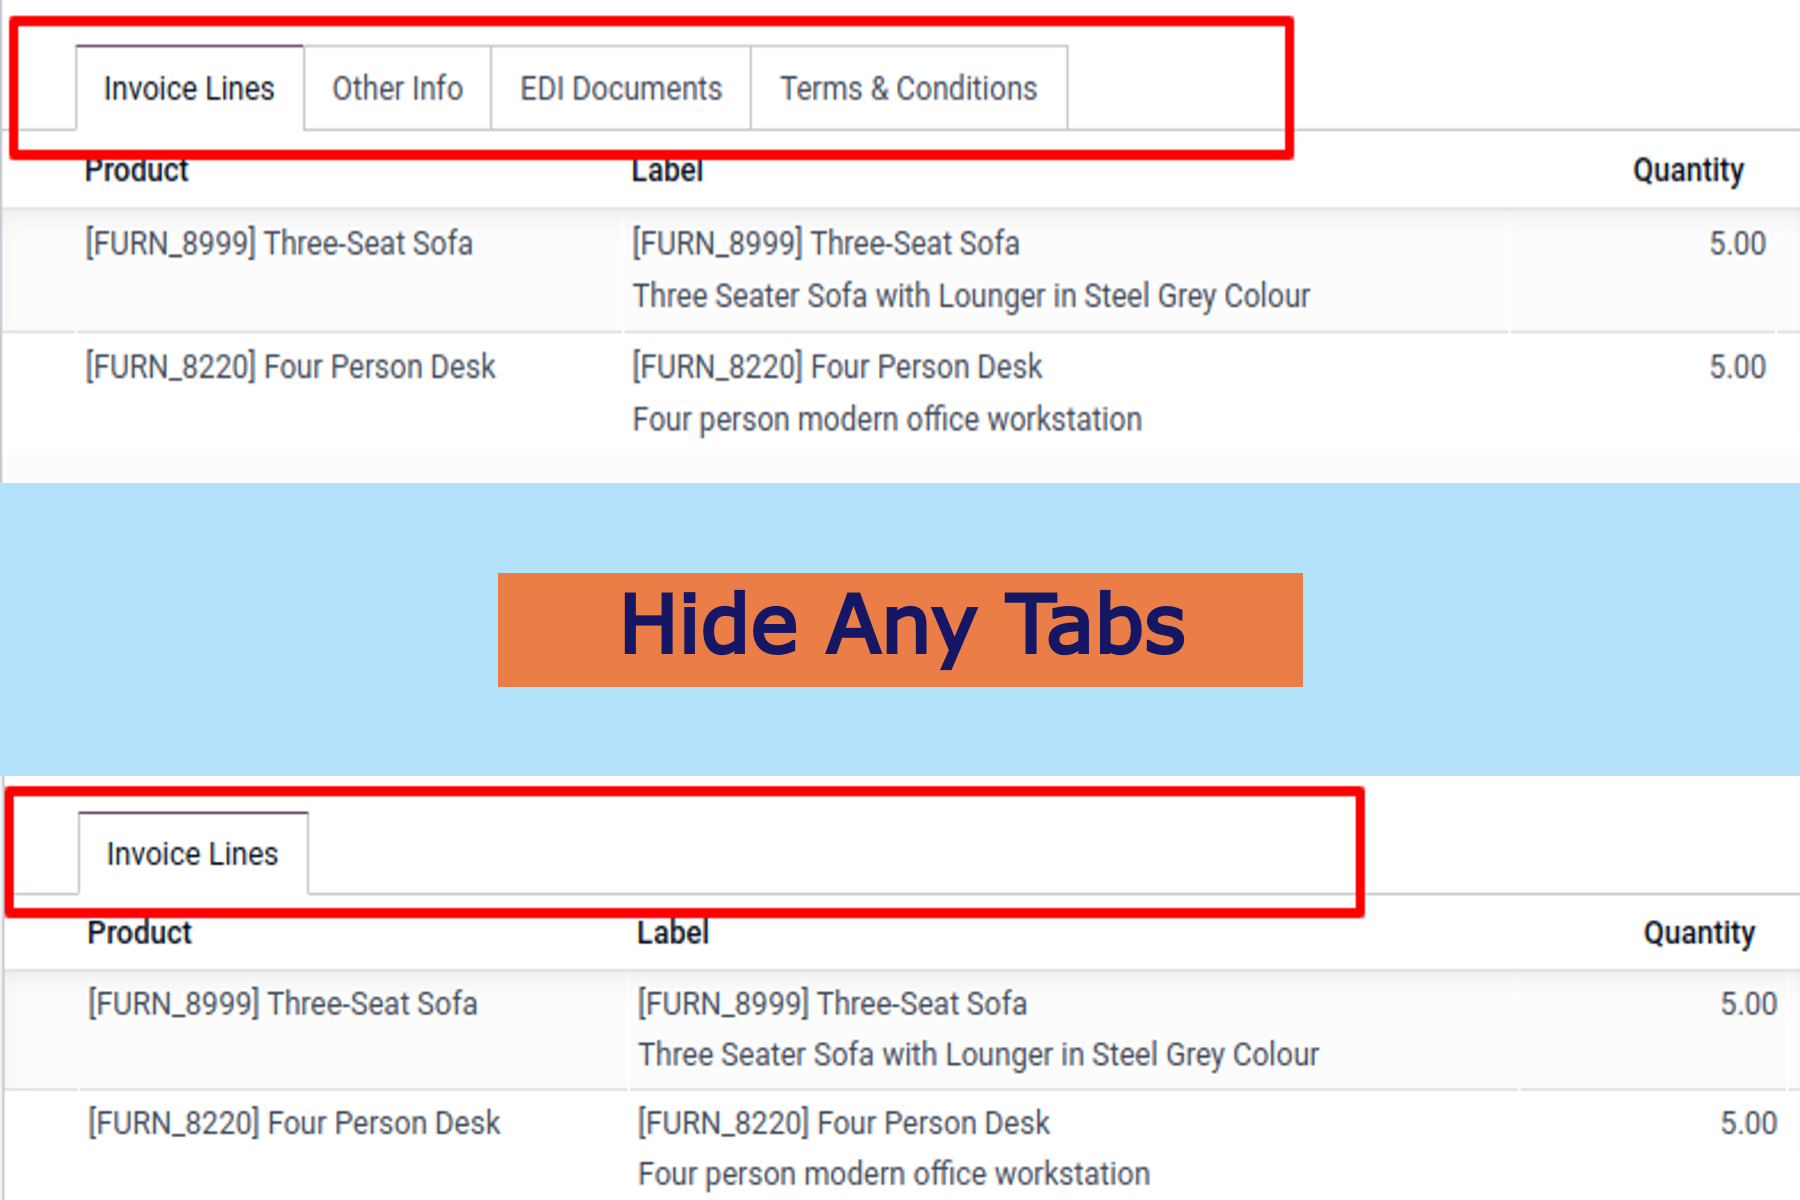 Invoice Lines Other Info EDI Documents Terms & Conditions
Product Label Quantity
[FURN_8999] Three-Seat Sofa [FURN_8999] Three-Seat Sofa 5.00
Three Seater Sofa with Lounger in Steel Grey Colour
[FURN_8220] Four Person Desk [FURN_8220] Four Person Desk 5.00
Four person modern office workstation
Hide Any Tabs
Invoice Lines
Product Label Quantity
[FURN_8999] Three-Seat Sofa [FURN_8999] Three-Seat Sofa 5.00
Three Seater Sofa with Lounger in Steel Grey Colour
[FURN_8220] Four Person Desk [FURN_8220] Four Person Desk 5.00
Four person modern office workstation